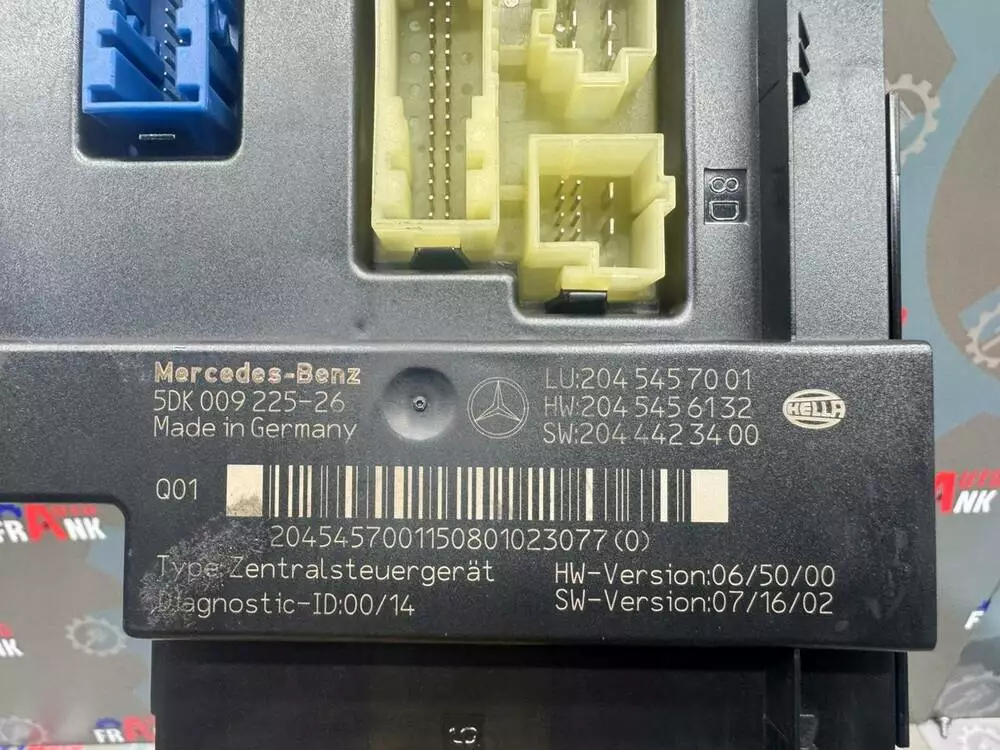 8D
Mercedes-Benz
5DK 009 225-26
Made in Germany
LU:204 545 70 01
HW:204 545 61 32
SW:204 442 34 00
HELLA
Q01
2045457001150801023077(0)
Type:Zentralsteuergerät
Diagnostic-ID:00/14
HW-Version:06/50/00
SW-Version:07/16/02
FRANK